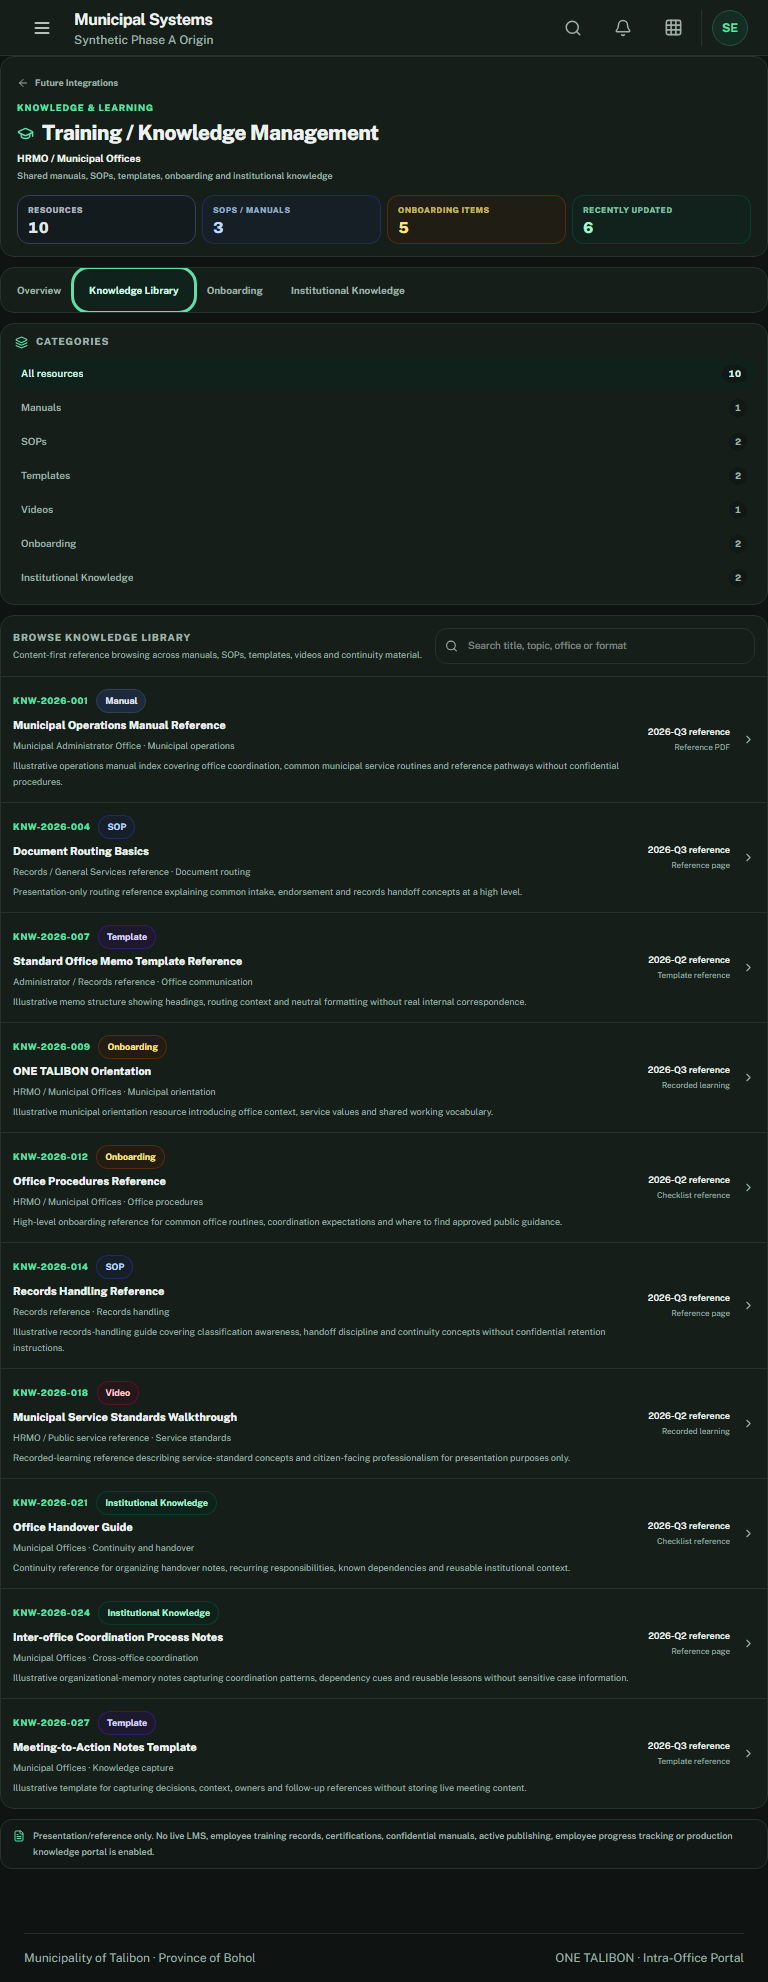 Municipal Systems
Synthetic Phase A Origin
SE
Future Integrations
KNOWLEDGE & LEARNING
Training / Knowledge Management
HRMO / Municipal Offices
Shared manuals, SOPs, templates, onboarding and institutional knowledge
RESOURCES
10
SOPS / MANUALS
3
ONBOARDING ITEMS
5
RECENTLY UPDATED
6
Overview
Knowledge Library
Onboarding
Institutional Knowledge
CATEGORIES
All resources 10
Manuals 1
SOPs 2
Templates 2
Videos 1
Onboarding 2
Institutional Knowledge 2
BROWSE KNOWLEDGE LIBRARY
Content-first reference browsing across manuals, SOPs, templates, videos and continuity material.
Search title, topic, office or format
KNW-2026-001 Manual
Municipal Operations Manual Reference
Municipal Administrator Office · Municipal operations
Illustrative operations manual index covering office coordination, common municipal service routines and reference pathways without confidential
procedures.
2026-Q3 reference
Reference PDF
KNW-2026-004 SOP
Document Routing Basics
Records / General Services reference · Document routing
Presentation-only routing reference explaining common intake, endorsement and records handoff concepts at a high level.
2026-Q3 reference
Reference page
KNW-2026-007 Template
Standard Office Memo Template Reference
Administrator / Records reference · Office communication
Illustrative memo structure showing headings, routing context and neutral formatting without real internal correspondence.
2026-Q2 reference
Template reference
KNW-2026-009 Onboarding
ONE TALIBON Orientation
HRMO / Municipal Offices · Municipal orientation
Illustrative municipal orientation resource introducing office context, service values and shared working vocabulary.
2026-Q3 reference
Recorded learning
KNW-2026-012 Onboarding
Office Procedures Reference
HRMO / Municipal Offices · Office procedures
High-level onboarding reference for common office routines, coordination expectations and where to find approved public guidance.
2026-Q2 reference
Checklist reference
KNW-2026-014 SOP
Records Handling Reference
Records reference · Records handling
Illustrative records-handling guide covering classification awareness, handoff discipline and continuity concepts without confidential retention
instructions.
2026-Q3 reference
Reference page
KNW-2026-018 Video
Municipal Service Standards Walkthrough
HRMO / Public service reference · Service standards
Recorded-learning reference describing service-standard concepts and citizen-facing professionalism for presentation purposes only.
2026-Q2 reference
Recorded learning
KNW-2026-021 Institutional Knowledge
Office Handover Guide
Municipal Offices · Continuity and handover
Continuity reference for organizing handover notes, recurring responsibilities, known dependencies and reusable institutional context.
2026-Q3 reference
Checklist reference
KNW-2026-024 Institutional Knowledge
Inter-office Coordination Process Notes
Municipal Offices · Cross-office coordination
Illustrative organizational-memory notes capturing coordination patterns, dependency cues and reusable lessons without sensitive case information.
2026-Q2 reference
Reference page
KNW-2026-027 Template
Meeting-to-Action Notes Template
Municipal Offices · Knowledge capture
Illustrative template for capturing decisions, context, owners and follow-up references without storing live meeting content.
2026-Q3 reference
Template reference
Presentation/reference only. No live LMS, employee training records, certifications, confidential manuals, active publishing, employee progress tracking or production
knowledge portal is enabled.
Municipality of Talibon · Province of Bohol
ONE TALIBON · Intra-Office Portal